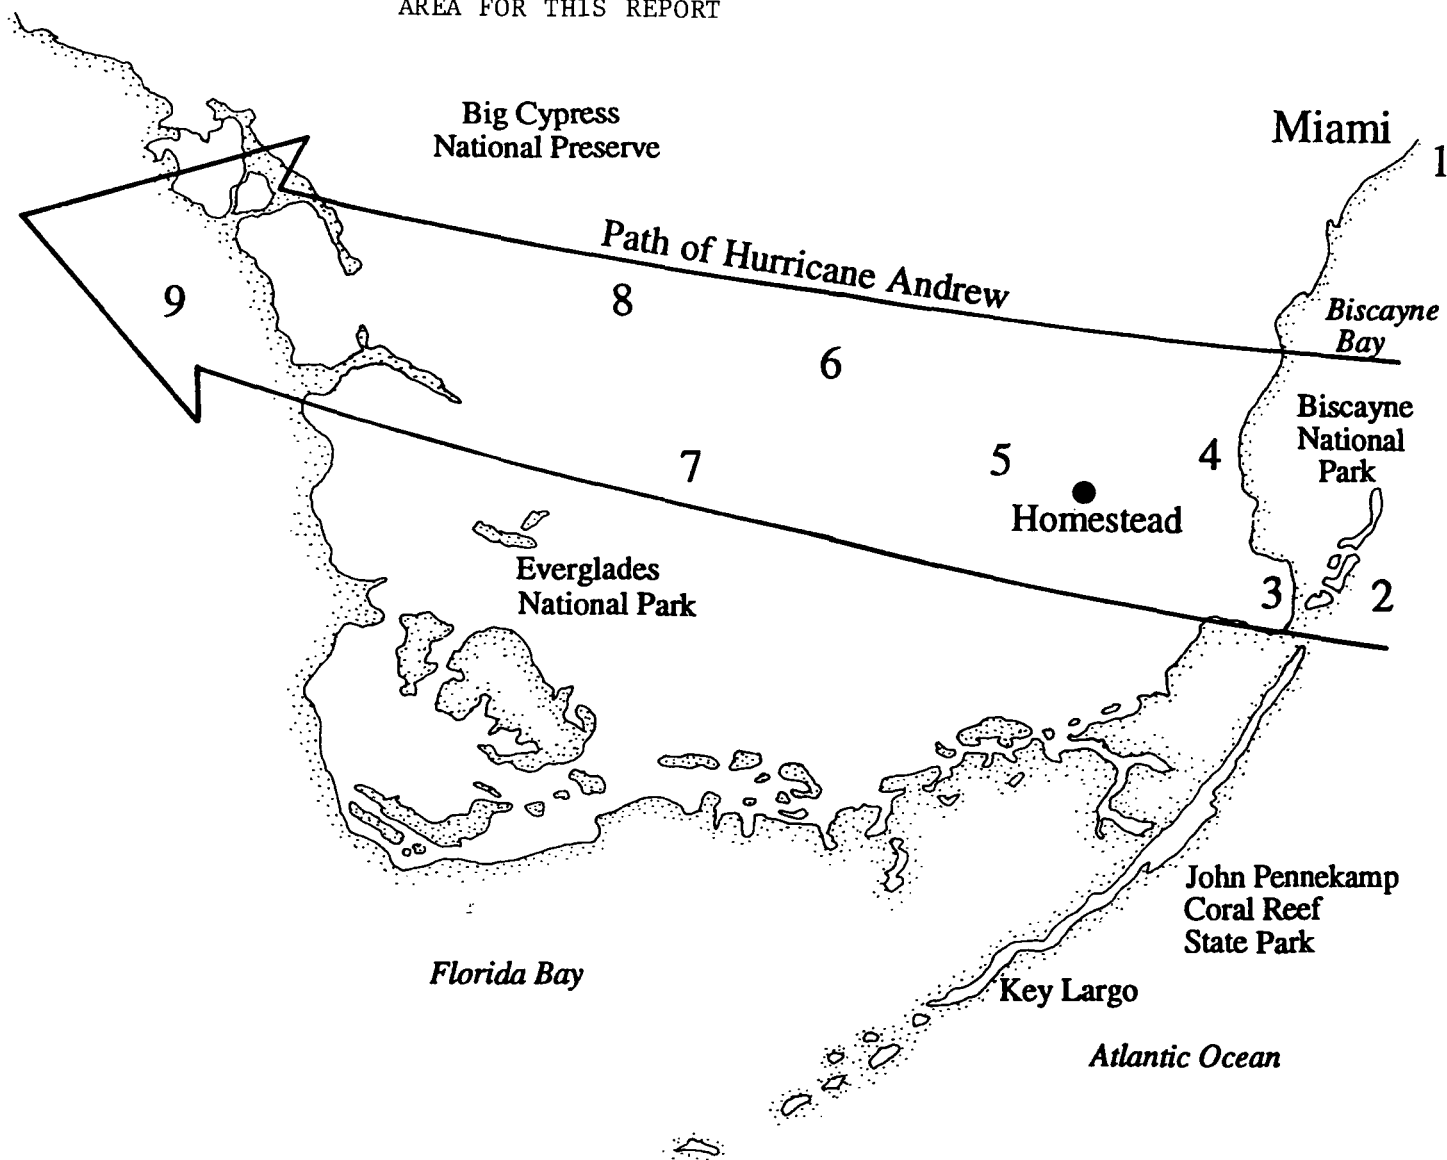 AREA FOR THIS REPORT
Big Cypress
National Preserve
Miami
1
Path of Hurricane Andrew
9
8
Biscayne
Bay
6
Biscayne
National
Park
4
5
7
Homestead
Everglades
National Park
3
2
John Pennekamp
Coral Reef
State Park
Florida Bay
Key Largo
Atlantic Ocean